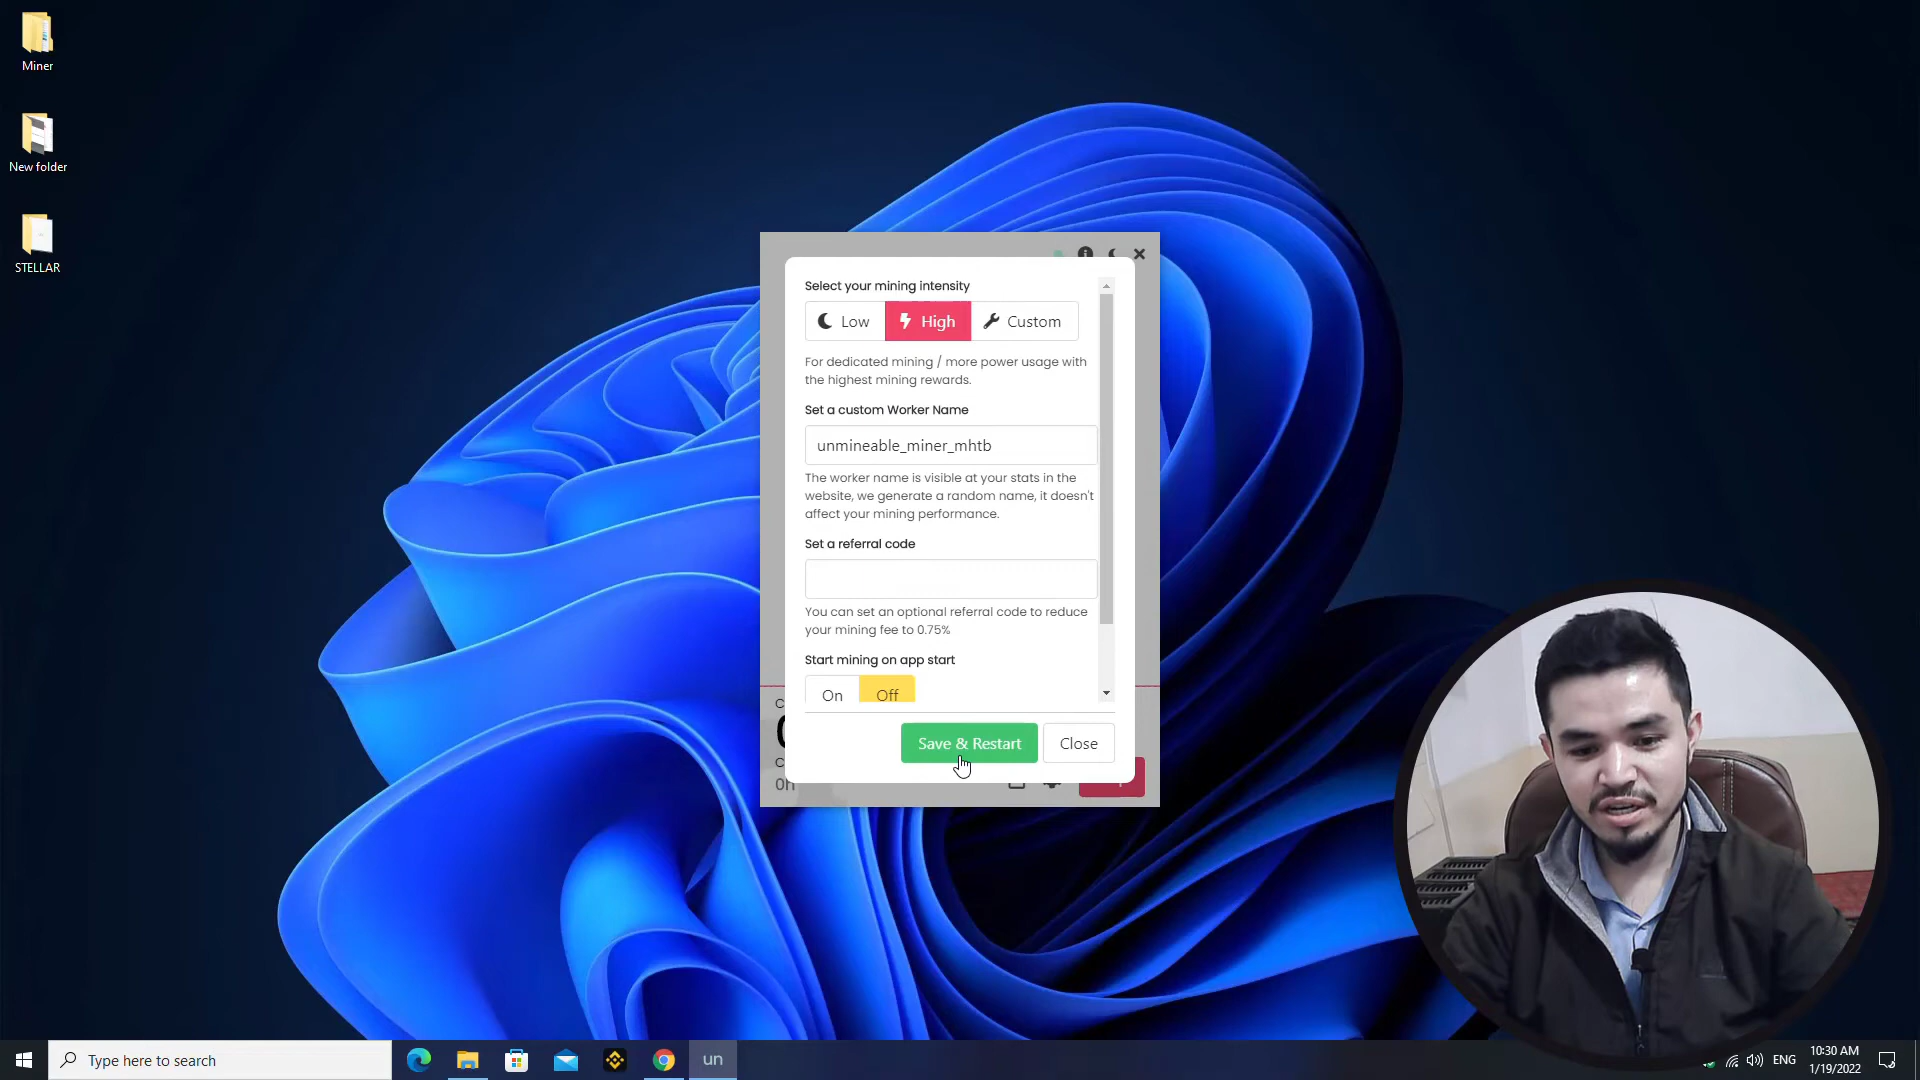 Miner
New folder
STELLAR
Select your mining intensity
Low
High
Custom
For dedicated mining / more power usage with
the highest mining rewards.
Set a custom Worker Name
unmineable_miner_mhtb
The worker name is visible at your stats in the
website, we generate a random name, it doesn't
affect your mining performance.
Set a referral code
You can set an optional referral code to reduce
your mining fee to 0.75%
Start mining on app start
On
Off
Save & Restart
Close
0h
Type here to search
un
ENG
10:30 AM
1/19/2022